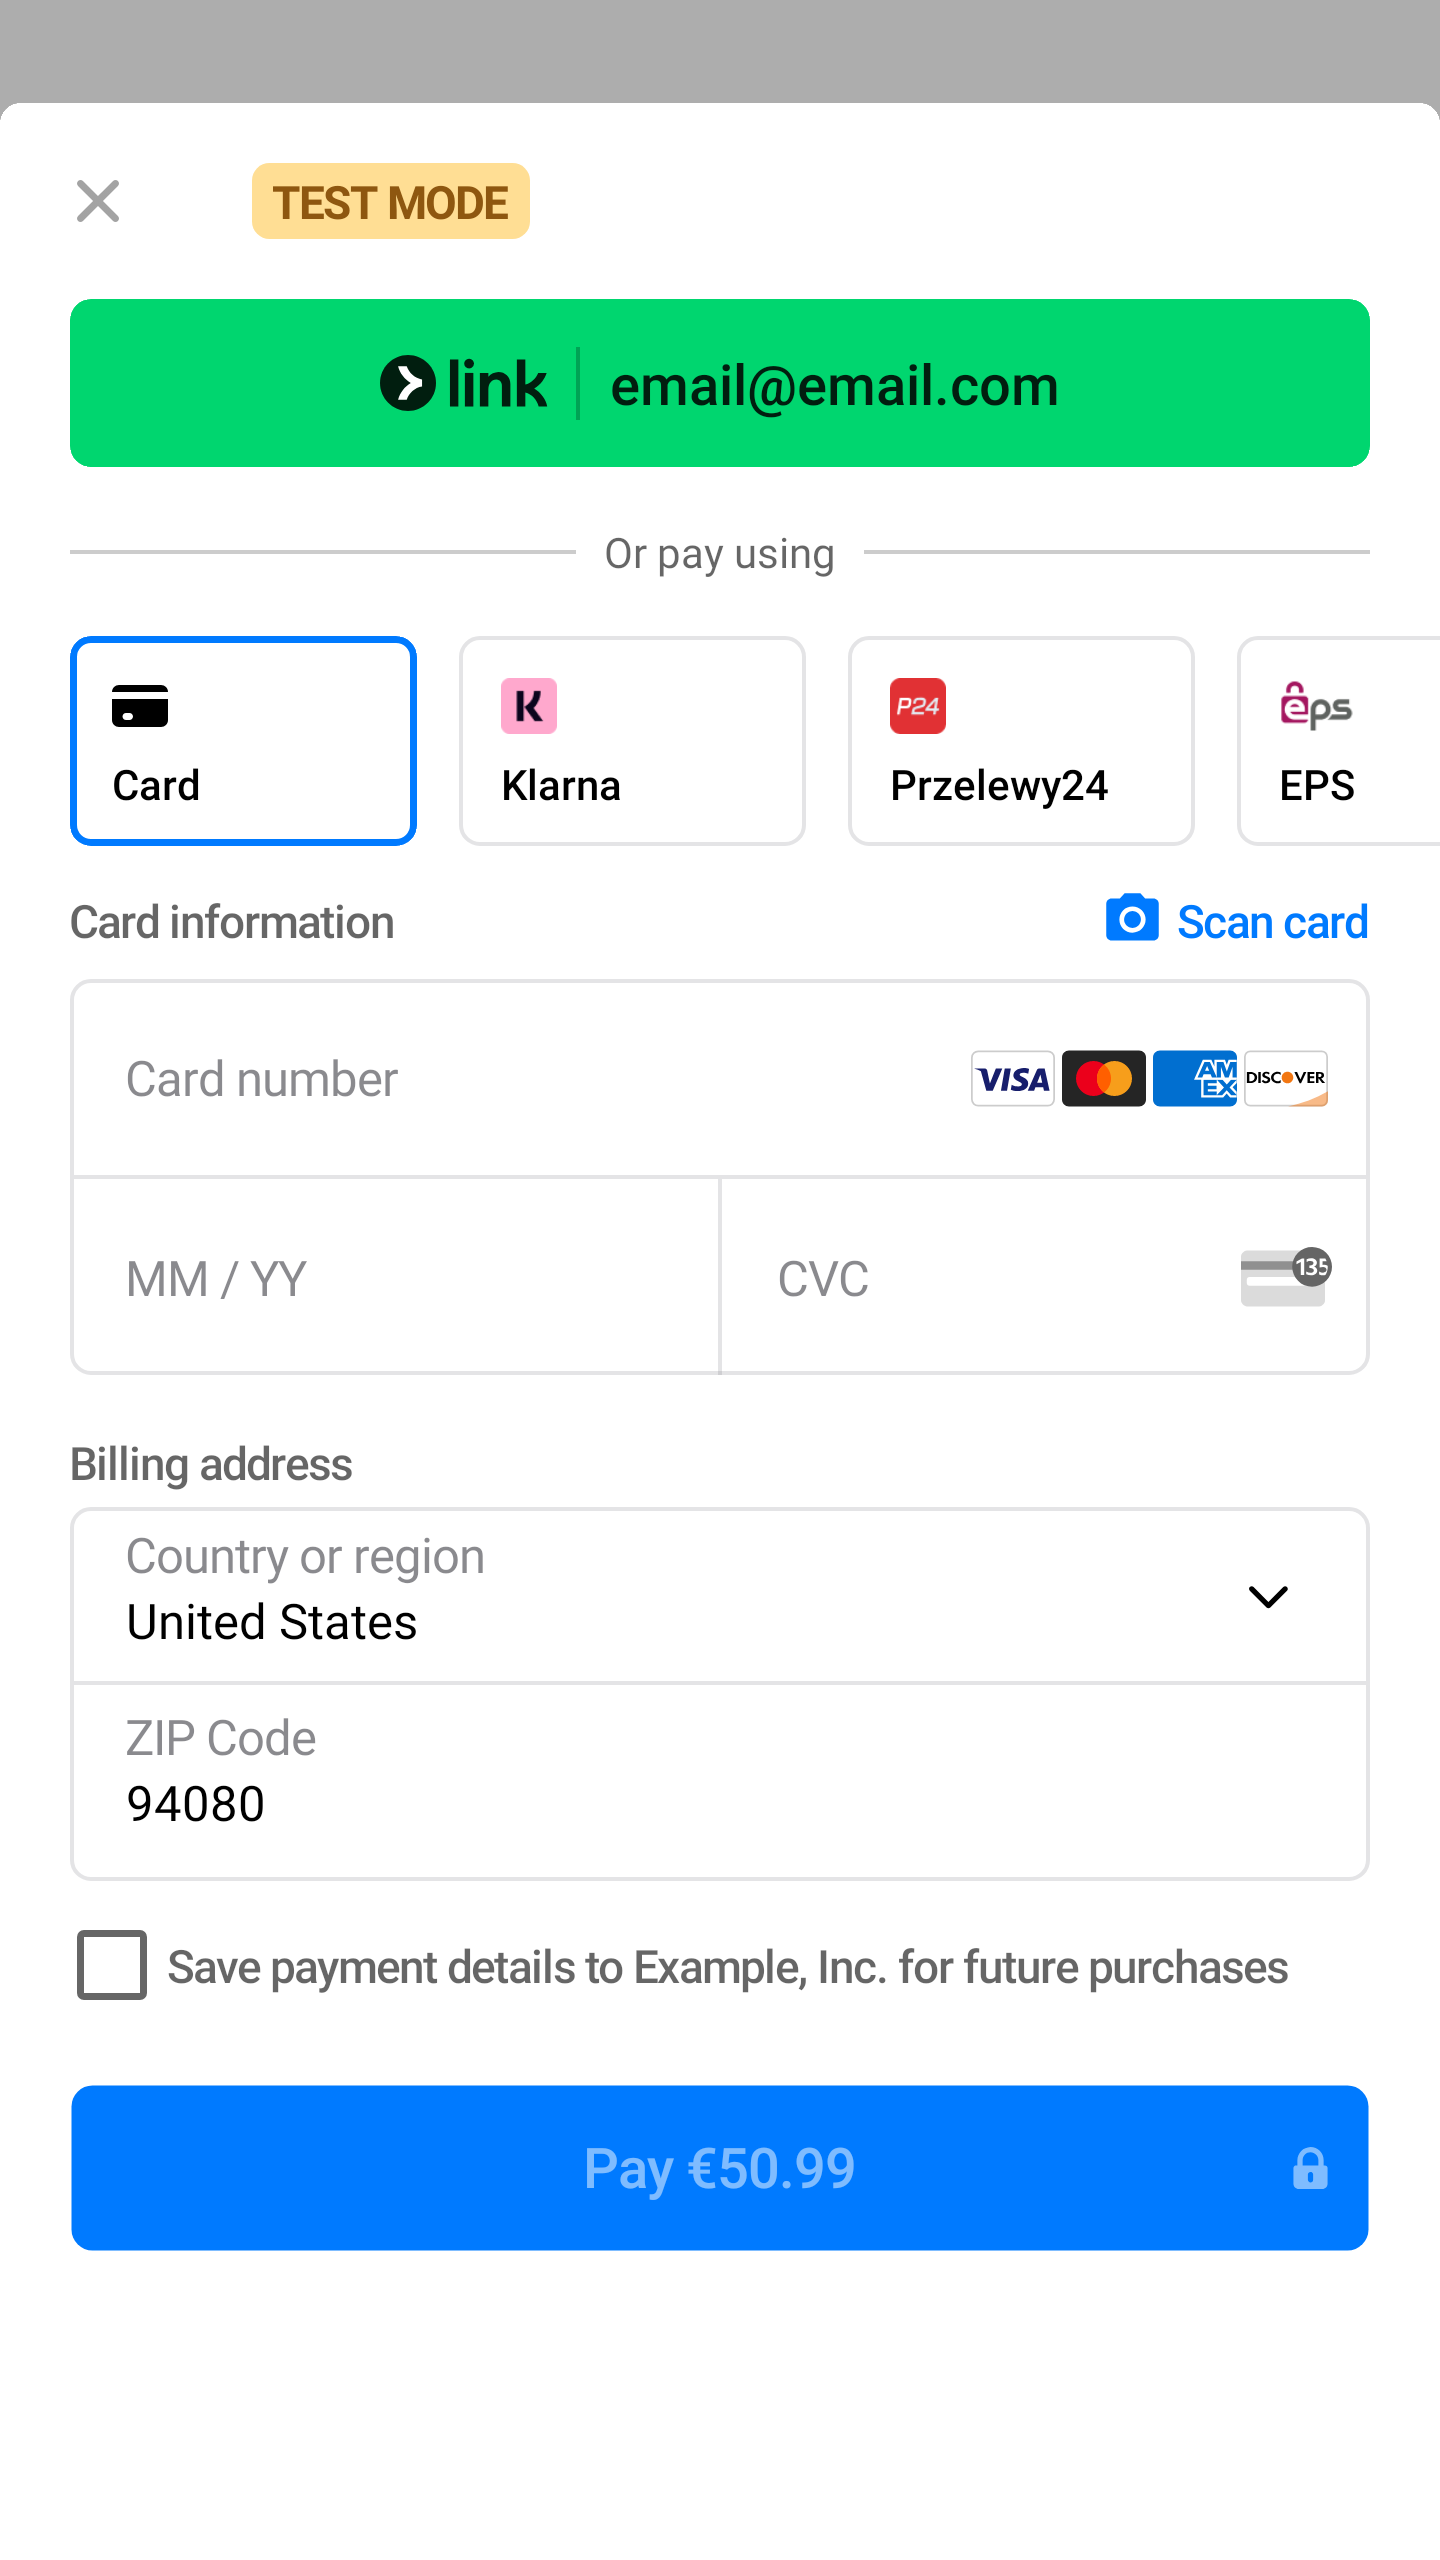 TEST MODE
link | email@email.com
Or pay using
P24
eps
Card
Klarna
Przelewy24
EPS
Card information
Scan card
Card number
VISA
AM
EX
DISCOVER
MM / YY
CVC
135
Billing address
Country or region
United States
ZIP Code
94080
Save payment details to Example, Inc. for future purchases
Pay €50.99